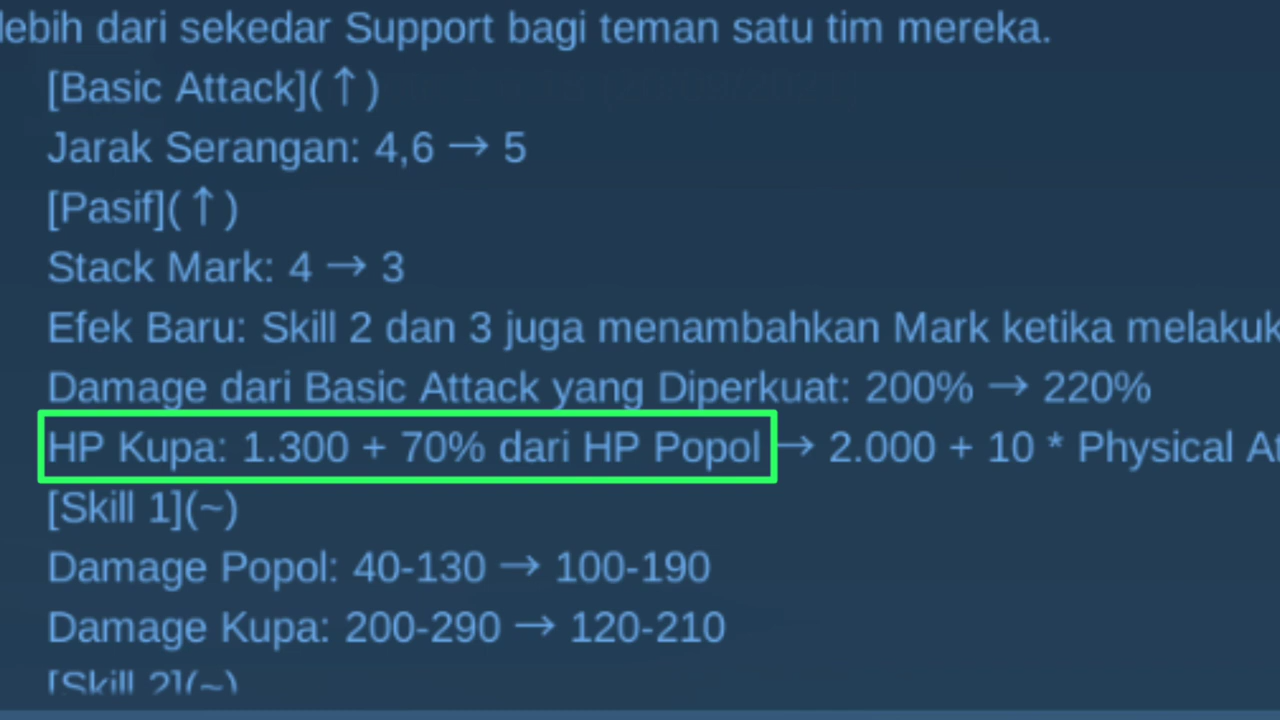 lebih dari sekedar Support bagi teman satu tim mereka.
[Basic Attack](↑)
Jarak Serangan: 4,6 → 5
[Pasif](↑)
Stack Mark: 4 → 3
Efek Baru: Skill 2 dan 3 juga menambahkan Mark ketika melakuk
Damage dari Basic Attack yang Diperkuat: 200% → 220%
HP Kupa: 1.300 + 70% dari HP Popol → 2.000 + 10 * Physical At
[Skill 1](~)
Damage Popol: 40-130 → 100-190
Damage Kupa: 200-290 → 120-210
[Skill 2](~)